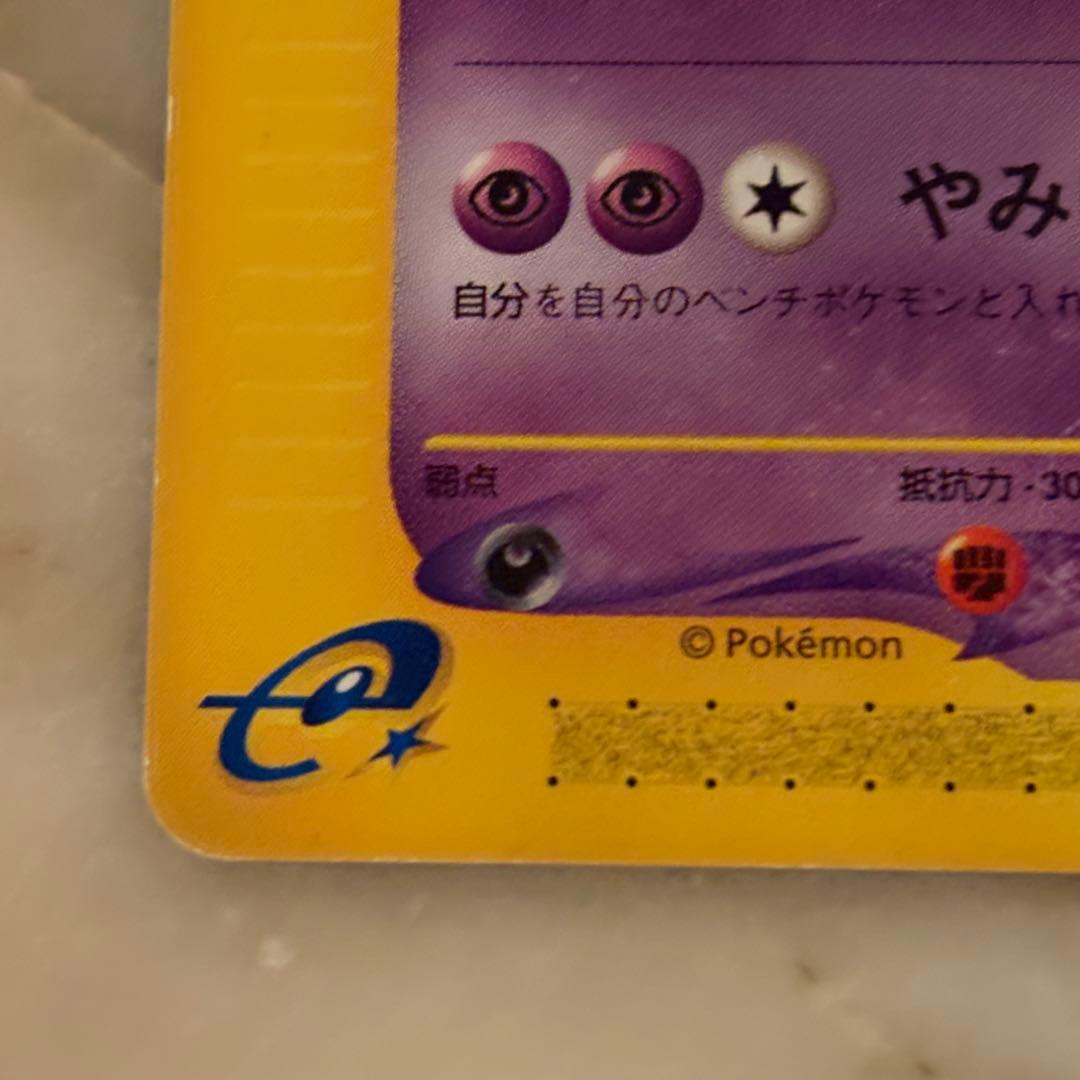 やみ
自分を自分のベンチポケモンと入れ
弱点 抵抗力 -30
© Pokémon